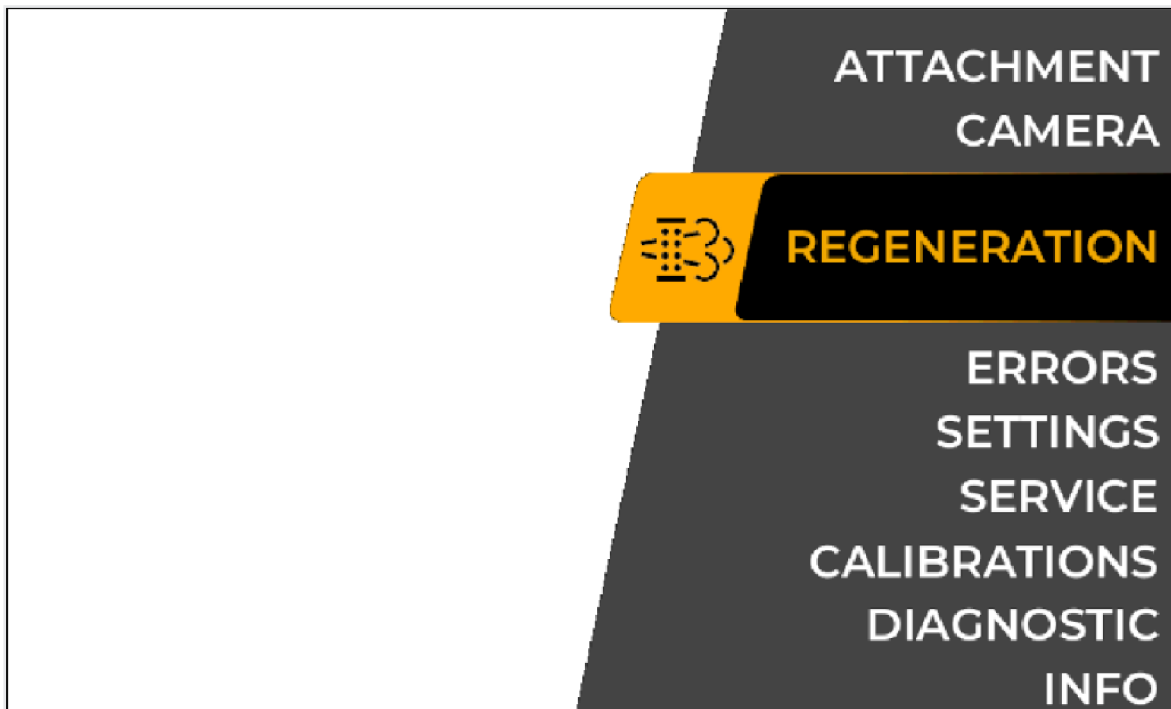 ATTACHMENT
CAMERA
REGENERATION
ERRORS
SETTINGS
SERVICE
CALIBRATIONS
DIAGNOSTIC
INFO